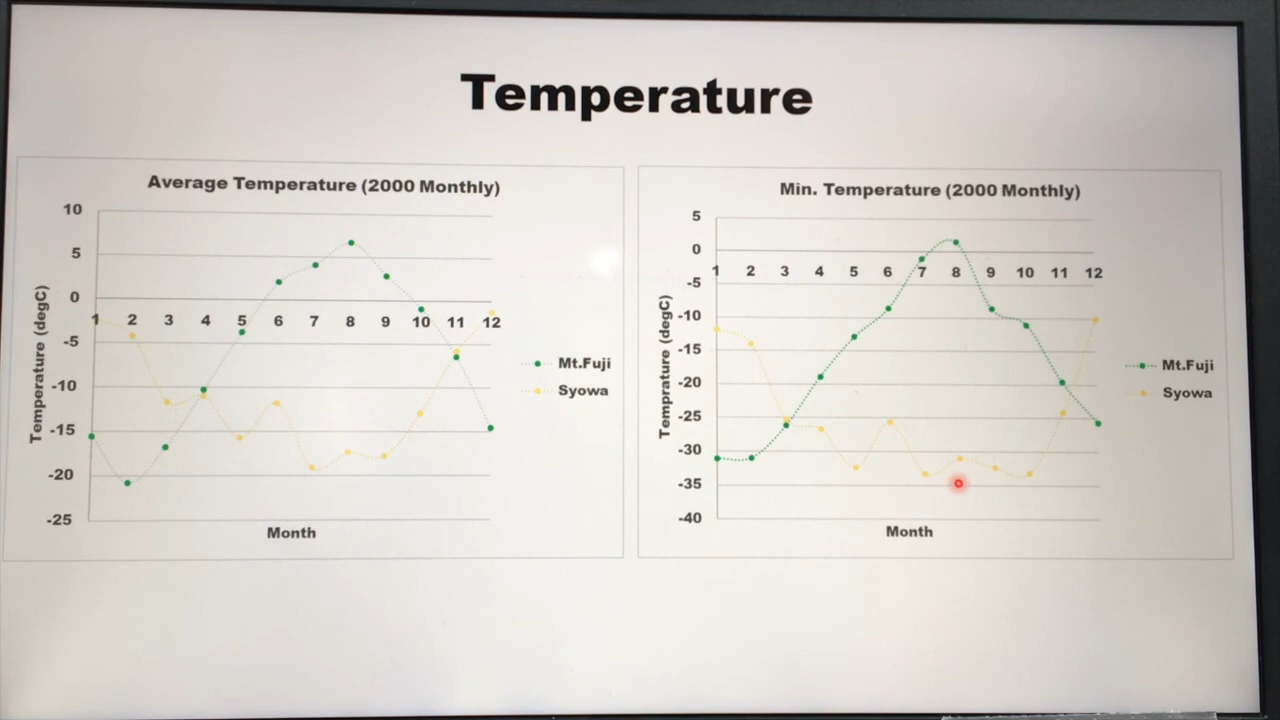 Temperature
Average Temperature (2000 Monthly)
10
5
0
-5
-10
-15
-20
-25
1 2 3 4 5 6 7 8 9 10 11 12
Temperature (degC)
Month
Mt.Fuji
Syowa
Min. Temperature (2000 Monthly)
5
0
-5
-10
-15
-20
-25
-30
-35
-40
1 2 3 4 5 6 7 8 9 10 11 12
Temprature (degC)
Month
Mt.Fuji
Syowa